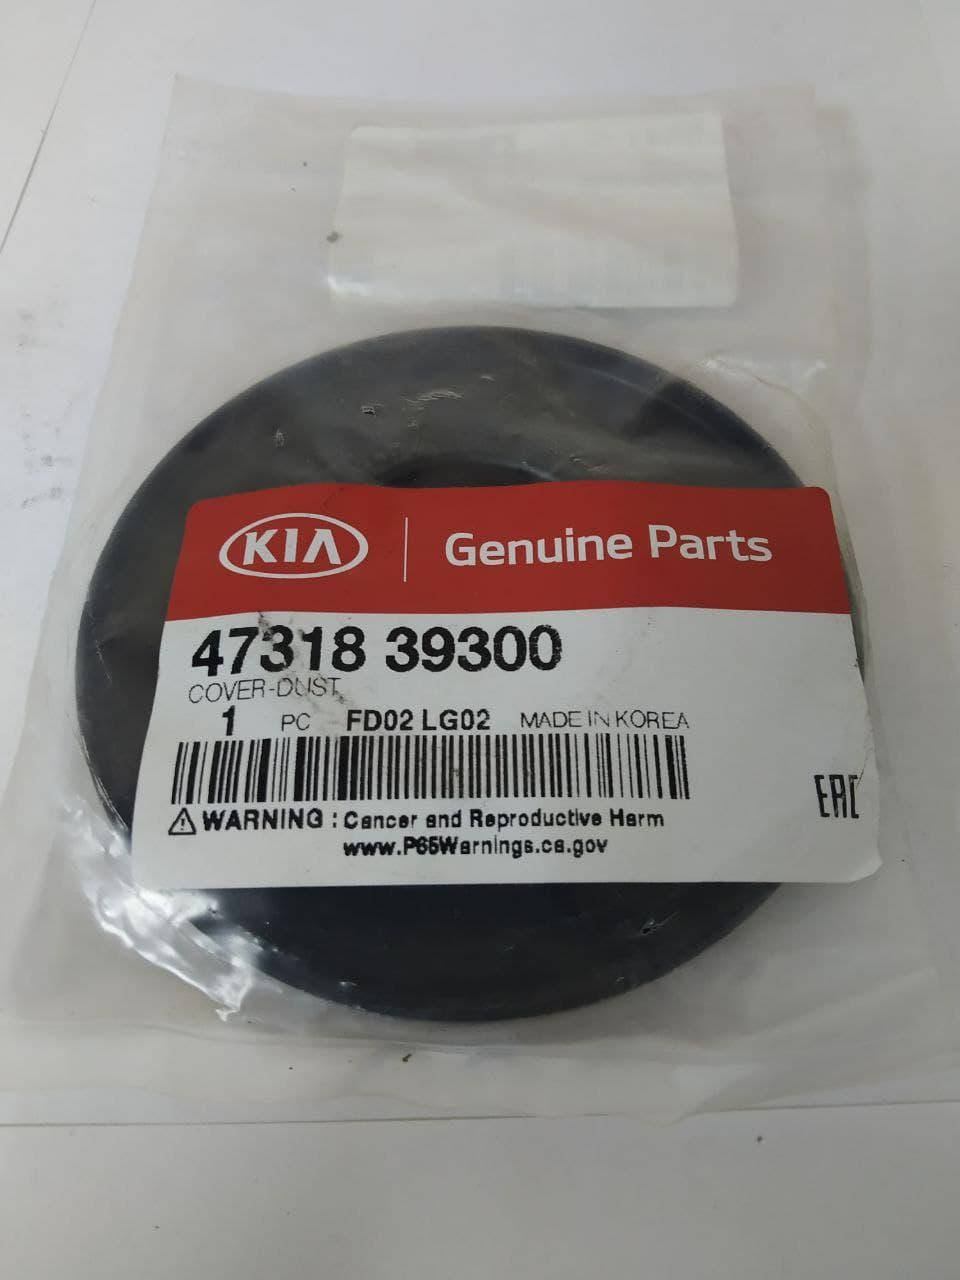 KIA Genuine Parts
47318 39300
COVER-DUST
1 PC FD02 LG02 MADE IN KOREA
EAC
⚠ WARNING : Cancer and Reproductive Harm
www.P65Warnings.ca.gov